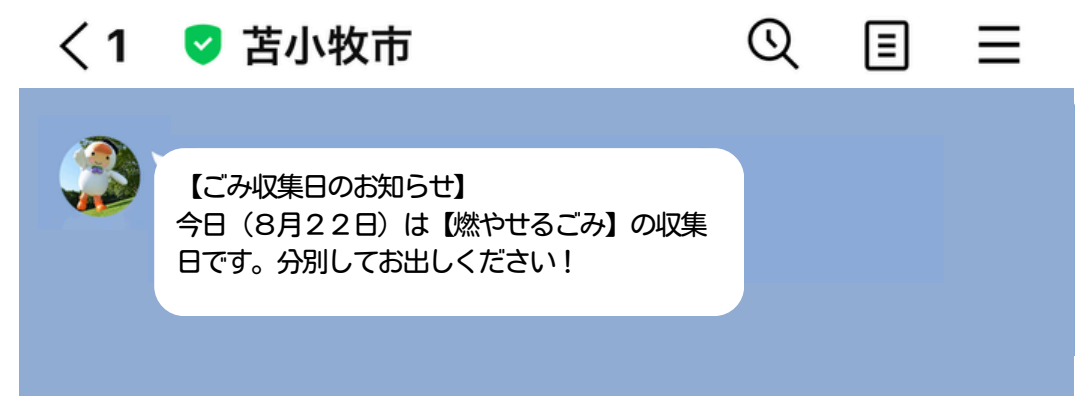 1 苫小牧市
【ごみ収集日のお知らせ】
今日（８月２２日）は【燃やせるごみ】の収集
日です。分別してお出しください！